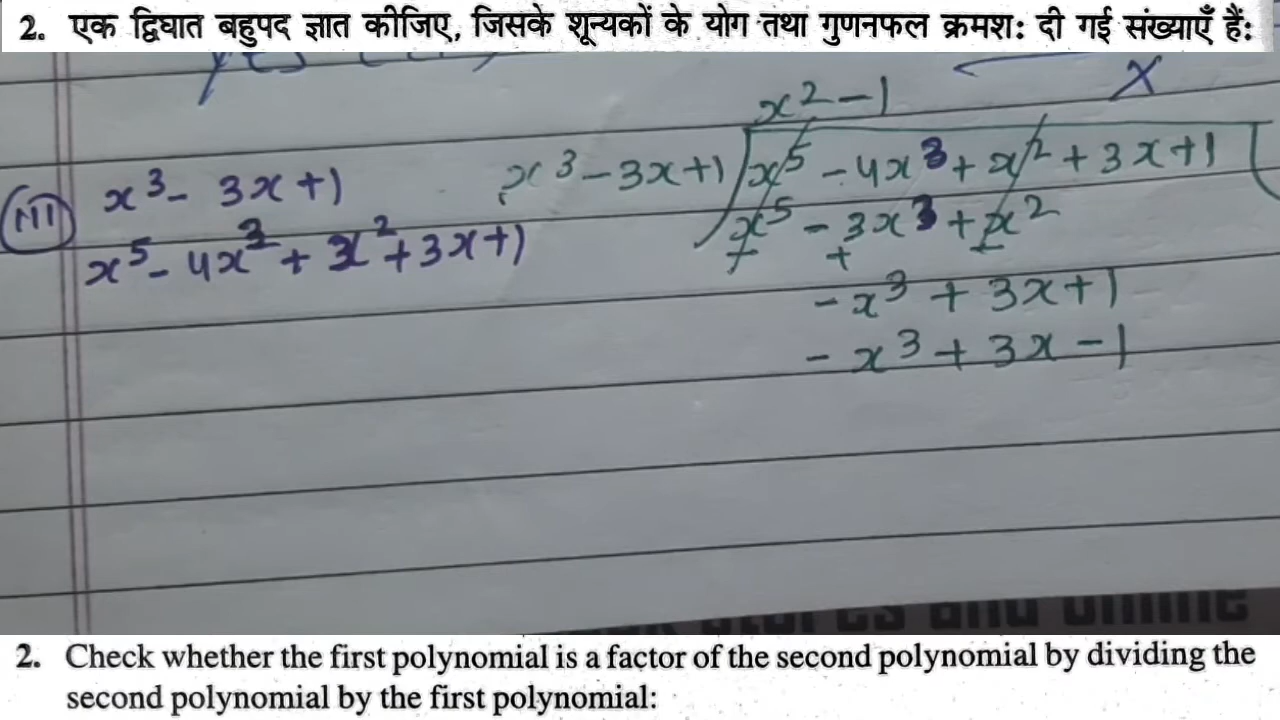 2. एक द्विघात बहुपद ज्ञात कीजिए, जिसके शून्यकों के योग तथा गुणनफल क्रमशः दी गई संख्याएँ हैं:
x
x² - 1
(iii) x³ - 3x + 1
x³ - 3x + 1) x⁵ - 4x³ + x² + 3x + 1
x⁵ - 4x³ + x² + 3x + 1
x⁵ - 3x³ + x²
- + -
- x³ + 3x + 1
- x³ + 3x - 1
2. Check whether the first polynomial is a factor of the second polynomial by dividing the
second polynomial by the first polynomial: